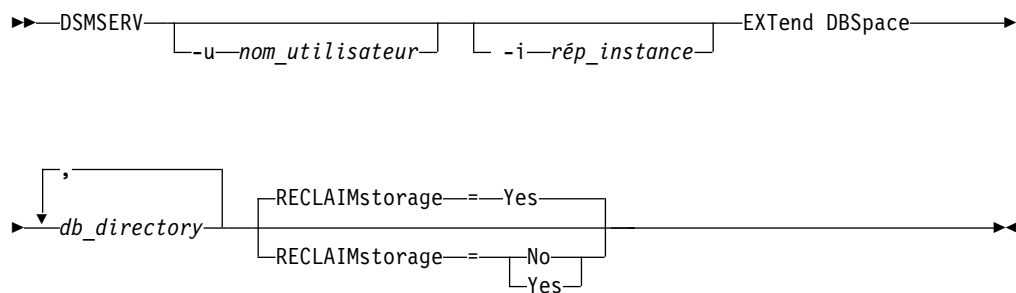 DSMSERV EXTend DBSpace
-u nom_utilisateur -i rép_instance
,
RECLAIMstorage = Yes
db_directory
RECLAIMstorage = No
Yes